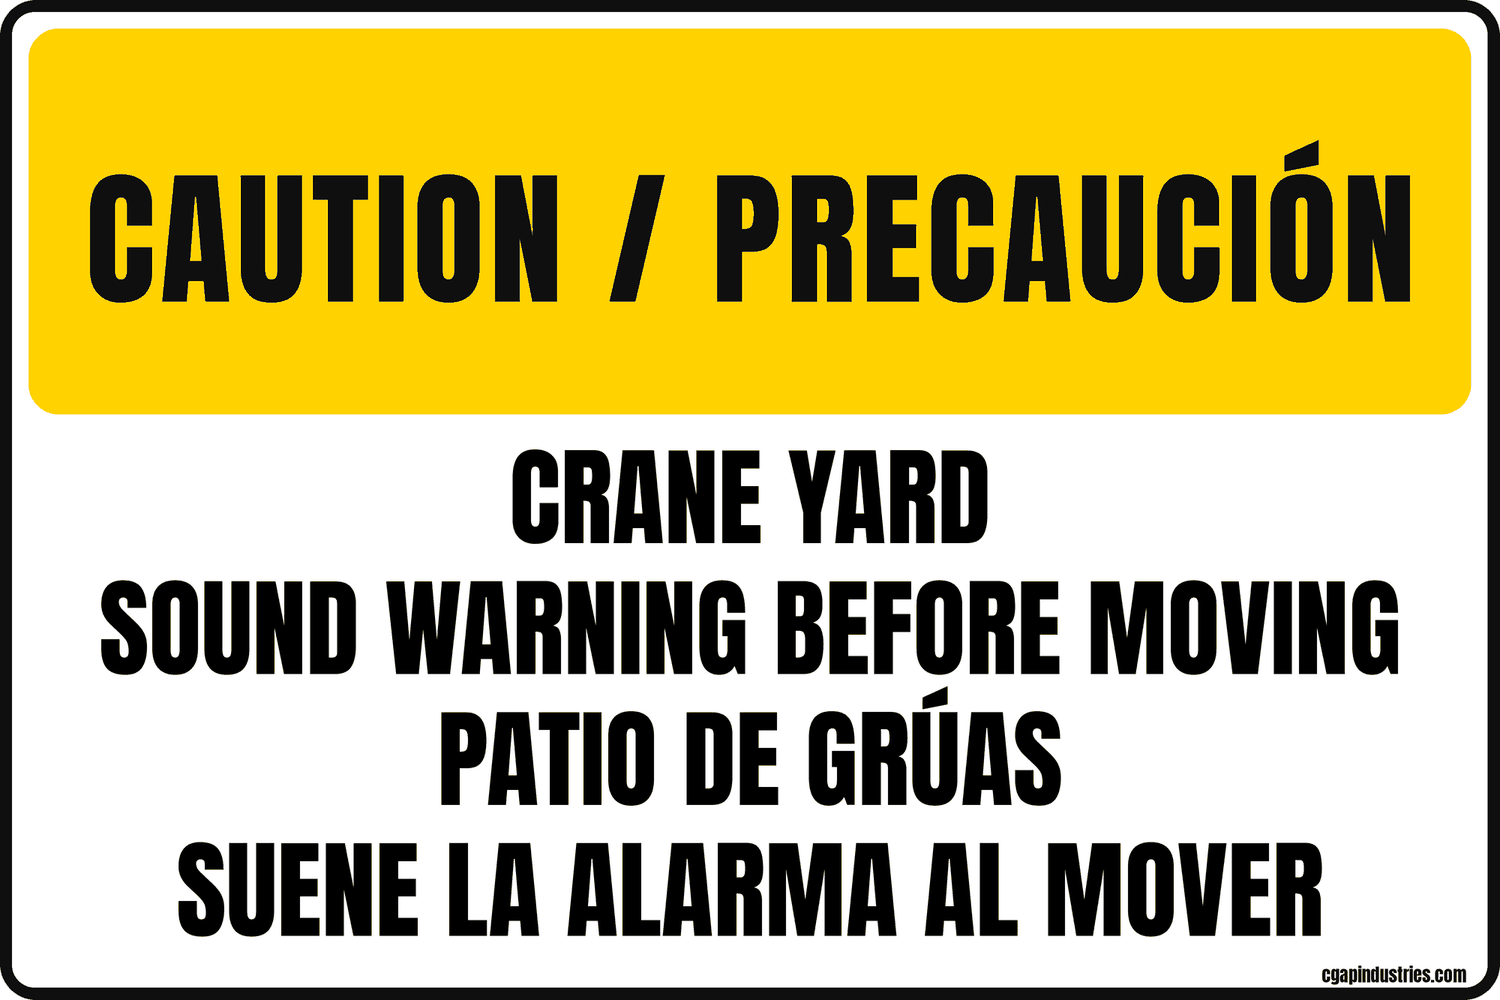 CAUTION / PRECAUCIÓN
CRANE YARD
SOUND WARNING BEFORE MOVING
PATIO DE GRÚAS
SUENE LA ALARMA AL MOVER
cgapindustries.com